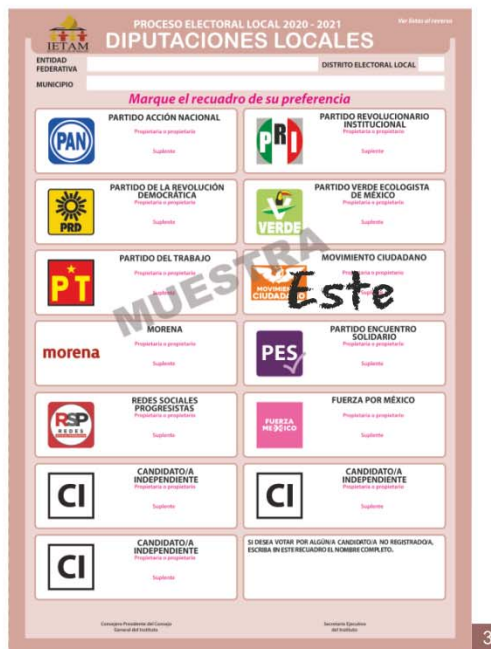 IETAM
PROCESO ELECTORAL LOCAL 2020 - 2021
DIPUTACIONES LOCALES
Ver listas al reverso
ENTIDAD
FEDERATIVA
DISTRITO ELECTORAL LOCAL
MUNICIPIO
Marque el recuadro de su preferencia
PAN
PARTIDO ACCIÓN NACIONAL
Propietaria o propietario
Suplente
PRI
PARTIDO REVOLUCIONARIO
INSTITUCIONAL
Propietaria o propietario
Suplente
PRD
PARTIDO DE LA REVOLUCIÓN
DEMOCRÁTICA
Propietaria o propietario
Suplente
VERDE
PARTIDO VERDE ECOLOGISTA
DE MÉXICO
Propietaria o propietario
Suplente
PT
PARTIDO DEL TRABAJO
Propietaria o propietario
Suplente
MOVIMIENTO
CIUDADANO
MOVIMIENTO CIUDADANO
Propietaria o propietario
Este
MUESTRA
morena
MORENA
Propietaria o propietario
Suplente
PES
PARTIDO ENCUENTRO
SOLIDARIO
Propietaria o propietario
Suplente
RSP
REDES
REDES SOCIALES
PROGRESISTAS
Propietaria o propietario
Suplente
FUERZA
MEXICO
FUERZA POR MÉXICO
Propietaria o propietario
Suplente
CI
CANDIDATO/A
INDEPENDIENTE
Propietaria o propietario
Suplente
CI
CANDIDATO/A
INDEPENDIENTE
Propietaria o propietario
Suplente
CI
CANDIDATO/A
INDEPENDIENTE
Propietaria o propietario
Suplente
SI DESEA VOTAR POR ALGÚN/A CANDIDATO/A NO REGISTRADO/A,
ESCRIBA EN ESTE RECUADRO EL NOMBRE COMPLETO.
Consejero Presidente del Consejo
General del Instituto
Secretario Ejecutivo
del Instituto
3